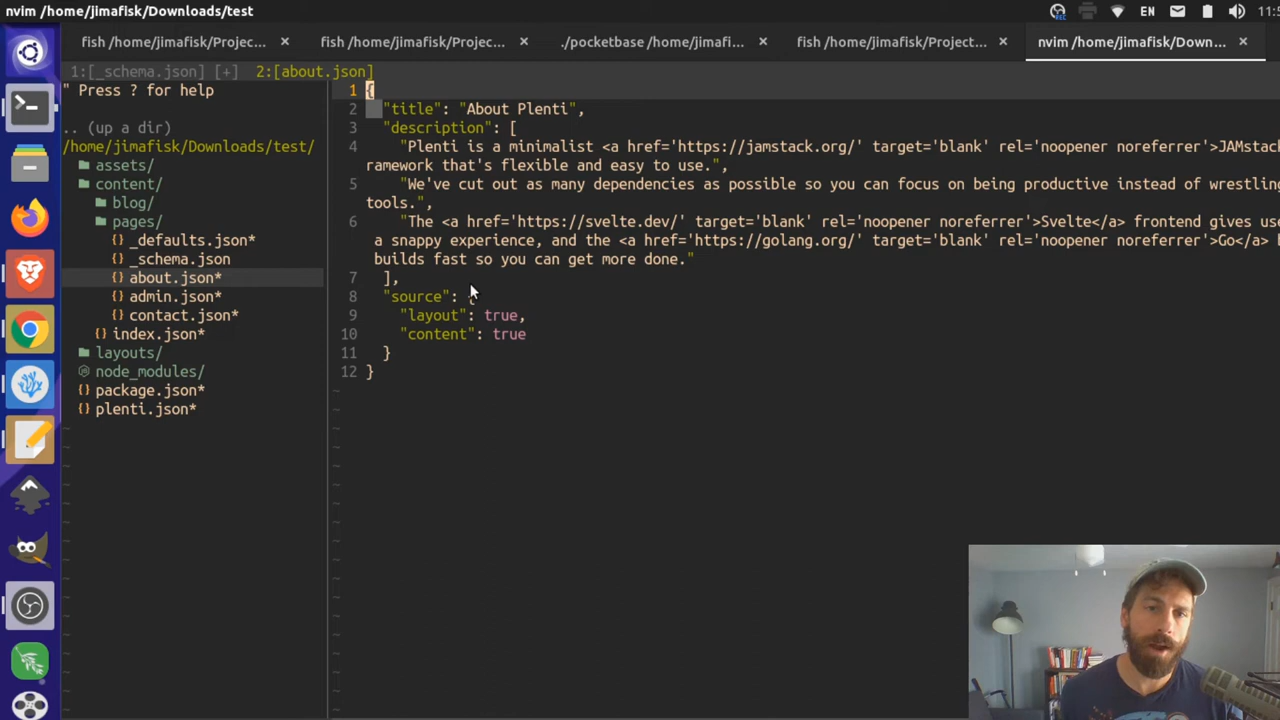 nvim /home/jimafisk/Downloads/test
EN
11:5
fish /home/jimafisk/Projec... ×
fish /home/jimafisk/Projec... ×
./pocketbase /home/jimafi... ×
fish /home/jimafisk/Project... ×
nvim /home/jimafisk/Down... ×
1:[_schema.json] [+] 2:[about.json]
" Press ? for help
.. (up a dir)
/home/jimafisk/Downloads/test/
assets/
content/
blog/
pages/
{} _defaults.json*
{} _schema.json
{} about.json*
{} admin.json*
{} contact.json*
{} index.json*
layouts/
node_modules/
{} package.json*
{} plenti.json*
1 {
2 "title": "About Plenti",
3 "description": [
4 "Plenti is a minimalist <a href='https://jamstack.org/' target='blank' rel='noopener noreferrer'>JAMstack
ramework that's flexible and easy to use.",
5 "We've cut out as many dependencies as possible so you can focus on being productive instead of wrestling
tools.",
6 "The <a href='https://svelte.dev/' target='blank' rel='noopener noreferrer'>Svelte</a> frontend gives use
a snappy experience, and the <a href='https://golang.org/' target='blank' rel='noopener noreferrer'>Go</a> b
builds fast so you can get more done."
7 ],
8 "source": {
9 "layout": true,
10 "content": true
11 }
12 }